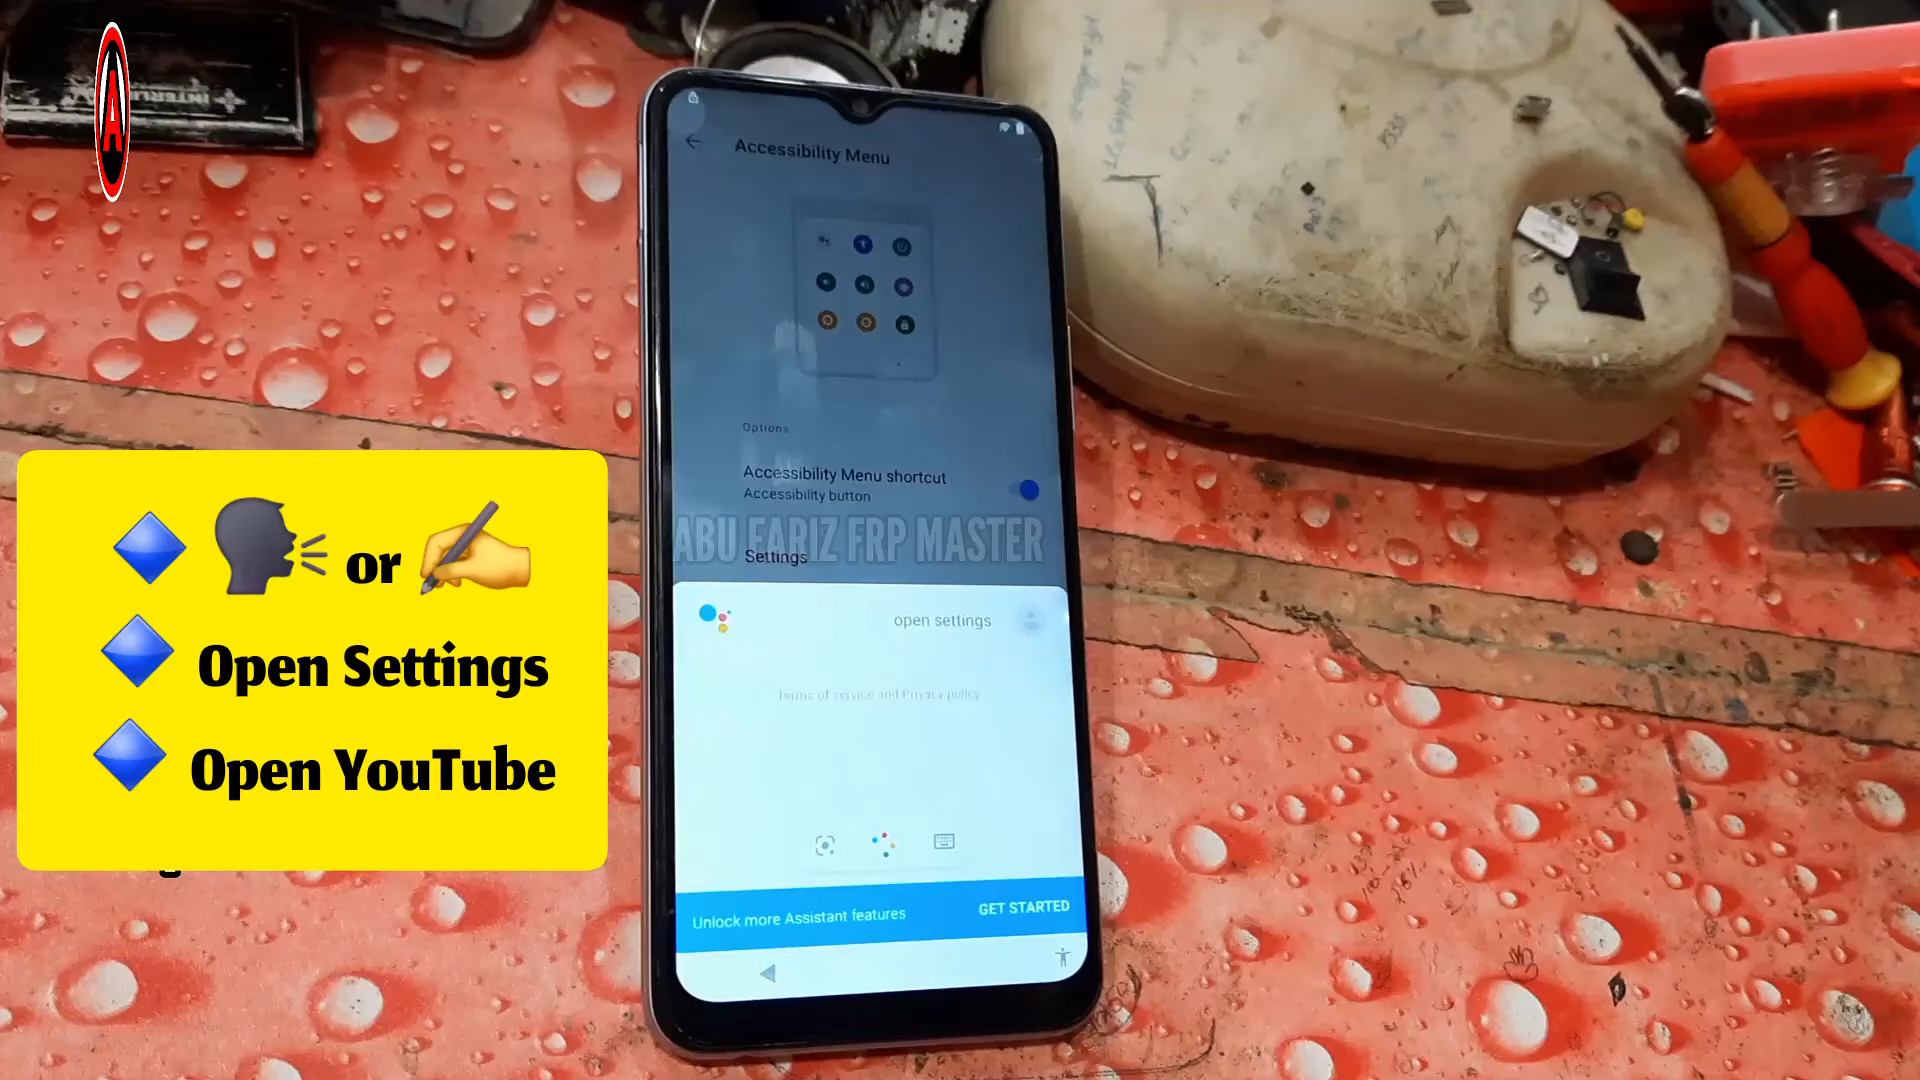 A
INTERLI
Accessibility Menu
Options
Accessibility Menu shortcut
Accessibility button
ABU FARIZ FRP MASTER
Settings
open settings
Terms of service and Privacy policy
Unlock more Assistant features
GET STARTED
or
Open Settings
Open YouTube